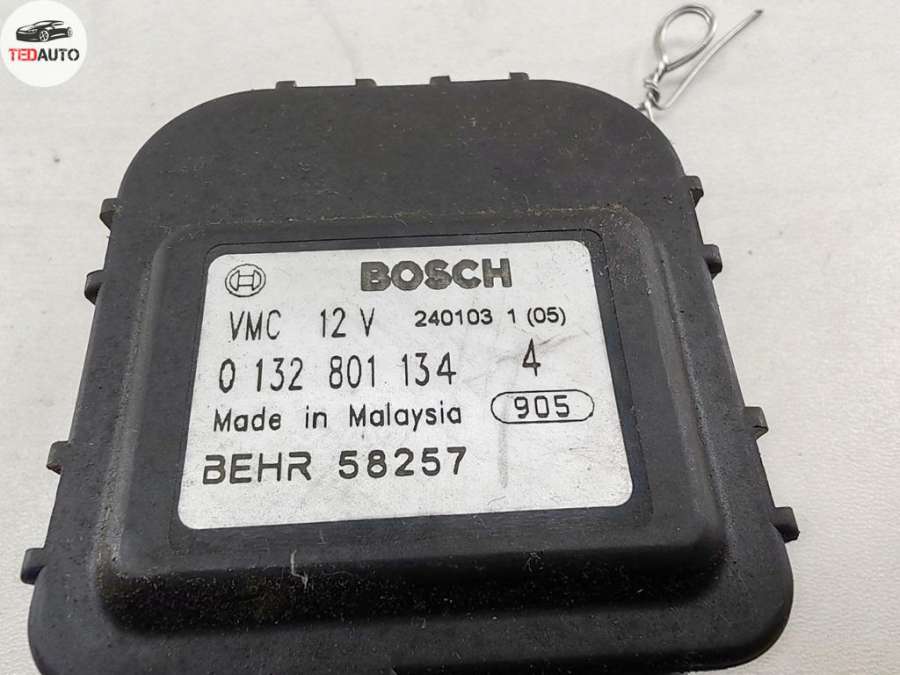 TEDAUTO
BOSCH
VMC 12 V 240103 1 (05)
0 132 801 134 4
Made in Malaysia 905
BEHR 58257